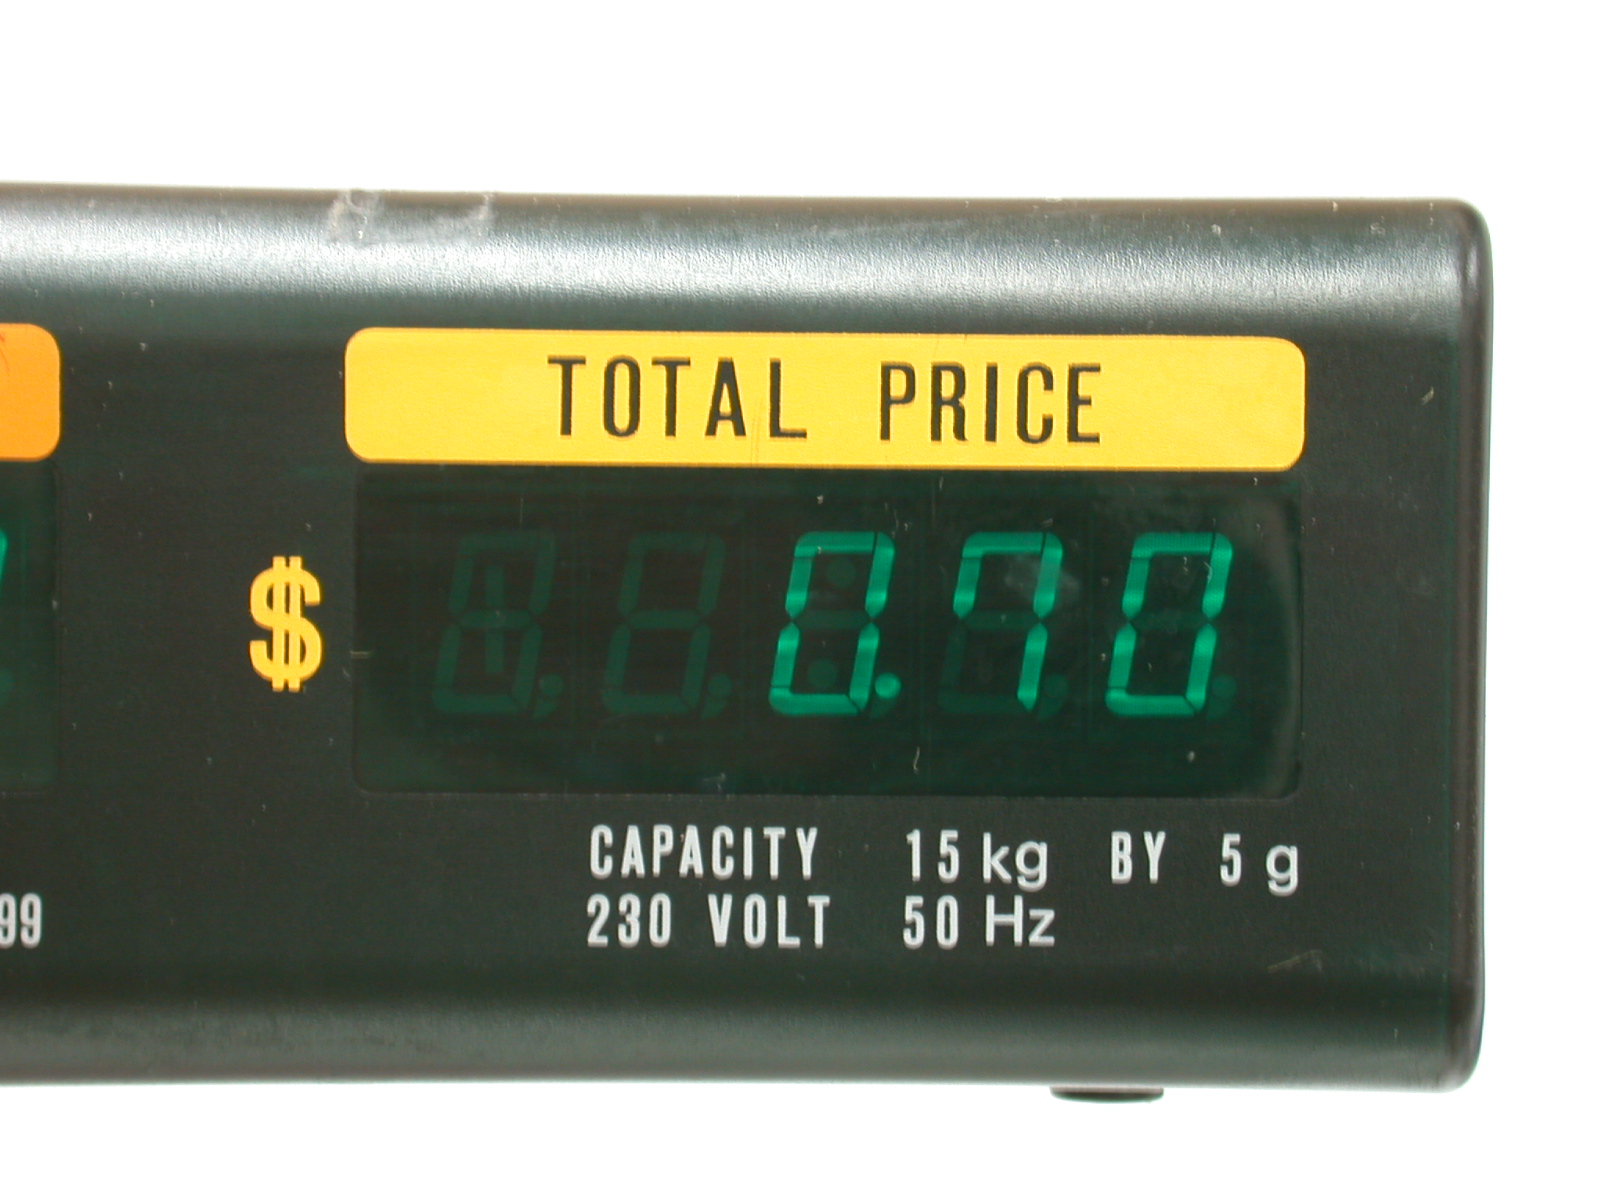 TOTAL PRICE
$ 0.70
CAPACITY 15 kg BY 5 g
99
230 VOLT 50 Hz